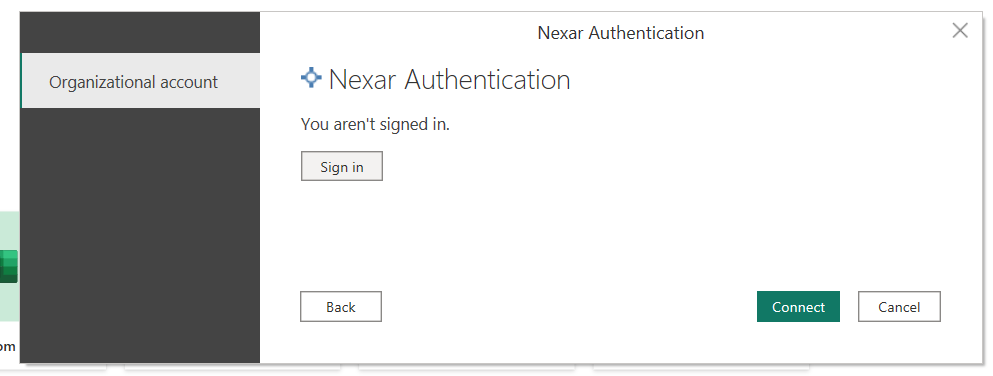 Nexar Authentication
Organizational account
Nexar Authentication
You aren't signed in.
Sign in
Back
Connect
Cancel
om